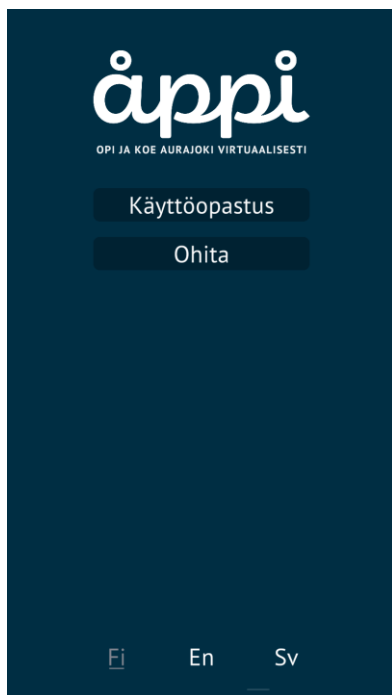 åppi
OPI JA KOE AURAJOKI VIRTUAALISESTI
Käyttöopastus
Ohita
Fi En Sv